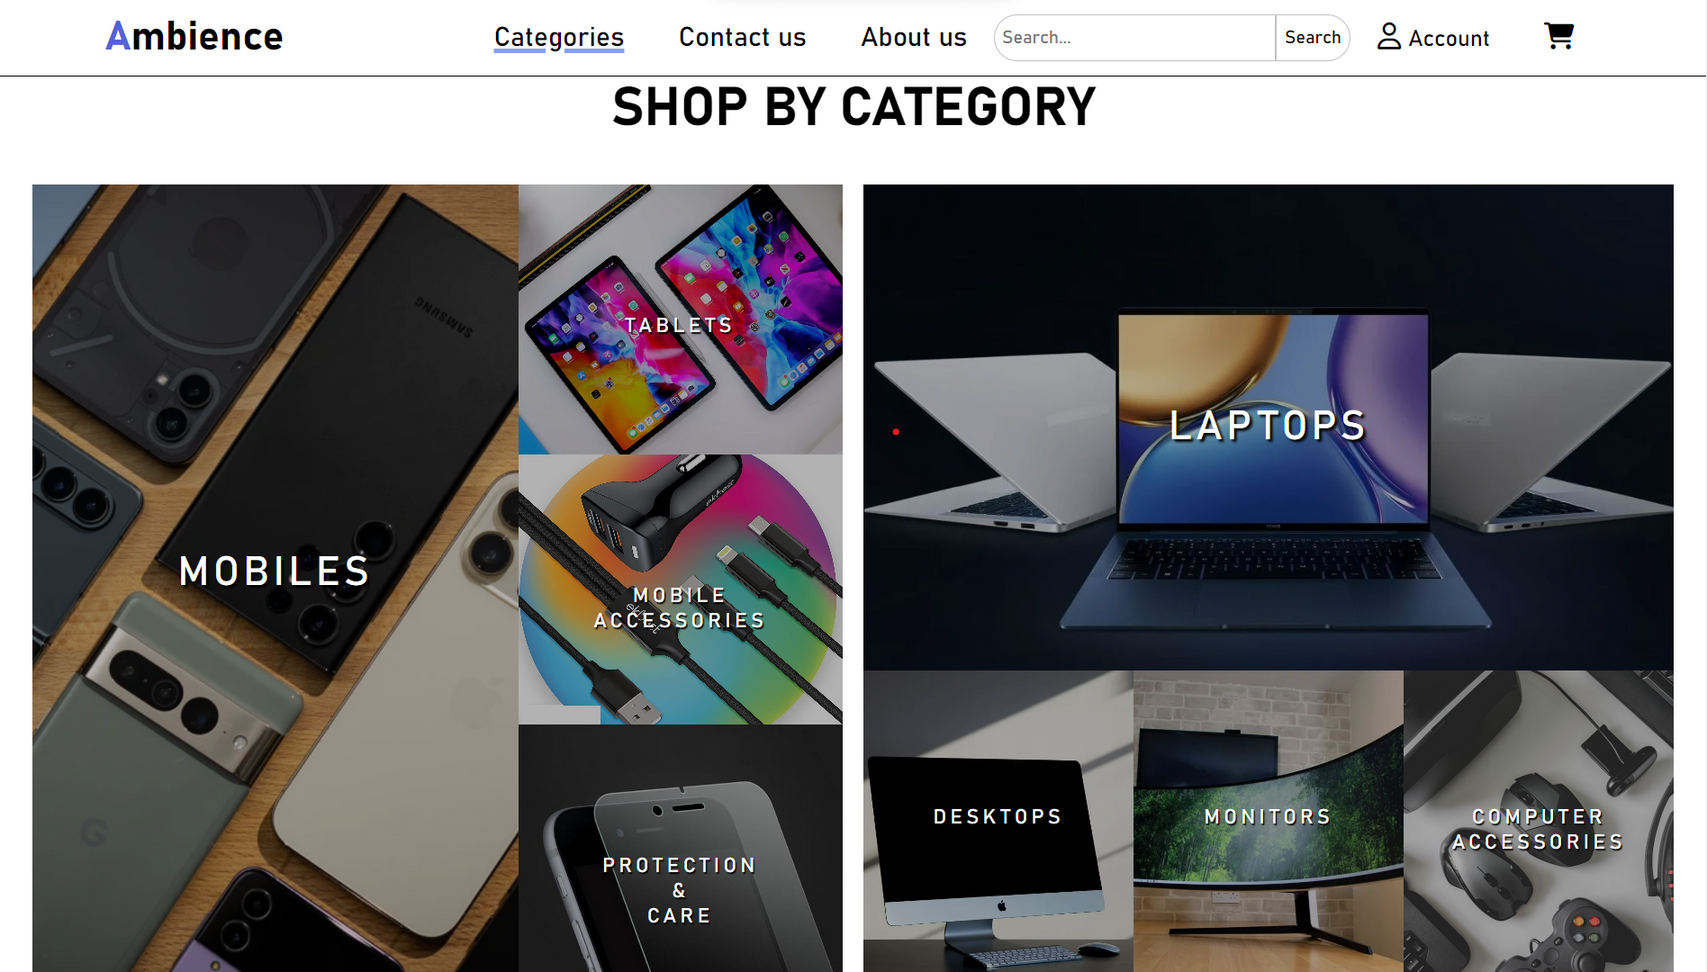 Ambience
Categories
Contact us
About us
Search...
Search
Account
SHOP BY CATEGORY
SAMSUNG
TABLETS
LAPTOPS
MOBILES
MOBILE
ACCESSORIES
G
PROTECTION
&
CARE
DESKTOPS
MONITORS
COMPUTER
ACCESSORIES